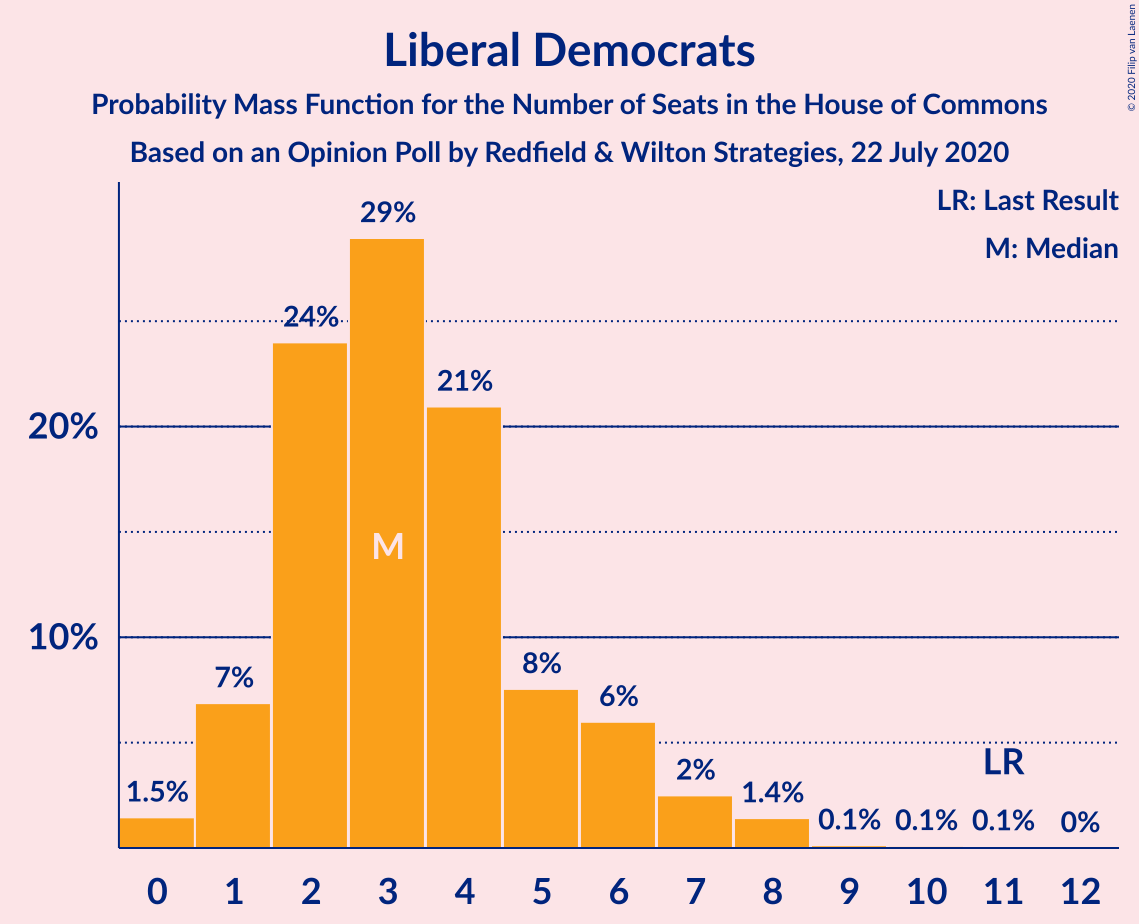 Liberal Democrats
Probability Mass Function for the Number of Seats in the House of Commons
Based on an Opinion Poll by Redfield & Wilton Strategies, 22 July 2020
© 2020 Filip van Laenen
LR: Last Result
M: Median
29%
24%
21%
20%
M
10%
8%
7%
6%
LR
2%
1.5%
1.4%
0.1%
0.1%
0.1%
0%
0 1 2 3 4 5 6 7 8 9 10 11 12